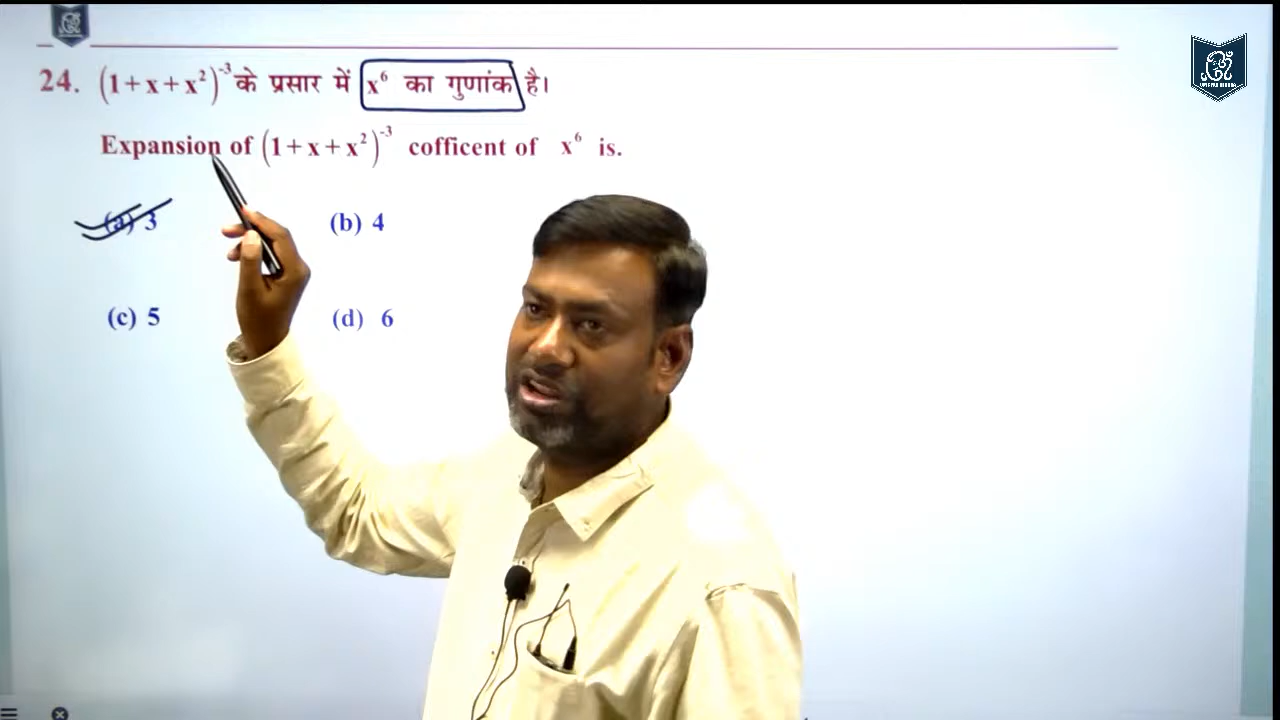 24. (1+x+x²)⁻³ के प्रसार में x⁶ का गुणांक है।
Expansion of (1+x+x²)⁻³ cofficent of x⁶ is.
(a) 3 (b) 4
(c) 5 (d) 6